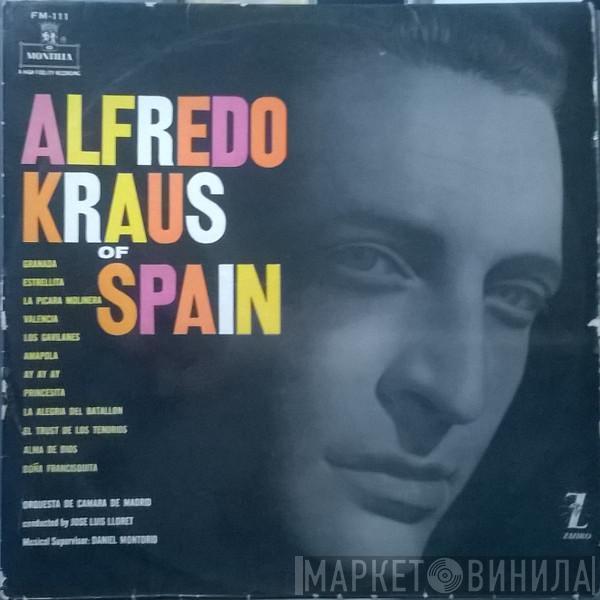 FM-111
MONTILLA
A HIGH FIDELITY RECORDING
ALFREDO
KRAUS
OF
SPAIN
GRANADA
ESTRELLITA
LA PICARA MOLINERA
VALENCIA
LOS GAVILANES
AMAPOLA
AY AY AY
PRINCESITA
LA ALEGRIA DEL BATALLON
EL TRUST DE LOS TENORIOS
ALMA DE DIOS
DOÑA FRANCISQUITA
ORQUESTA DE CAMARA DE MADRID
conducted by JOSE LUIS LLORET
Musical Supervisor: DANIEL MONTORIO
Z
ZAFIRO
МАРКЕТ ВИНИЛА